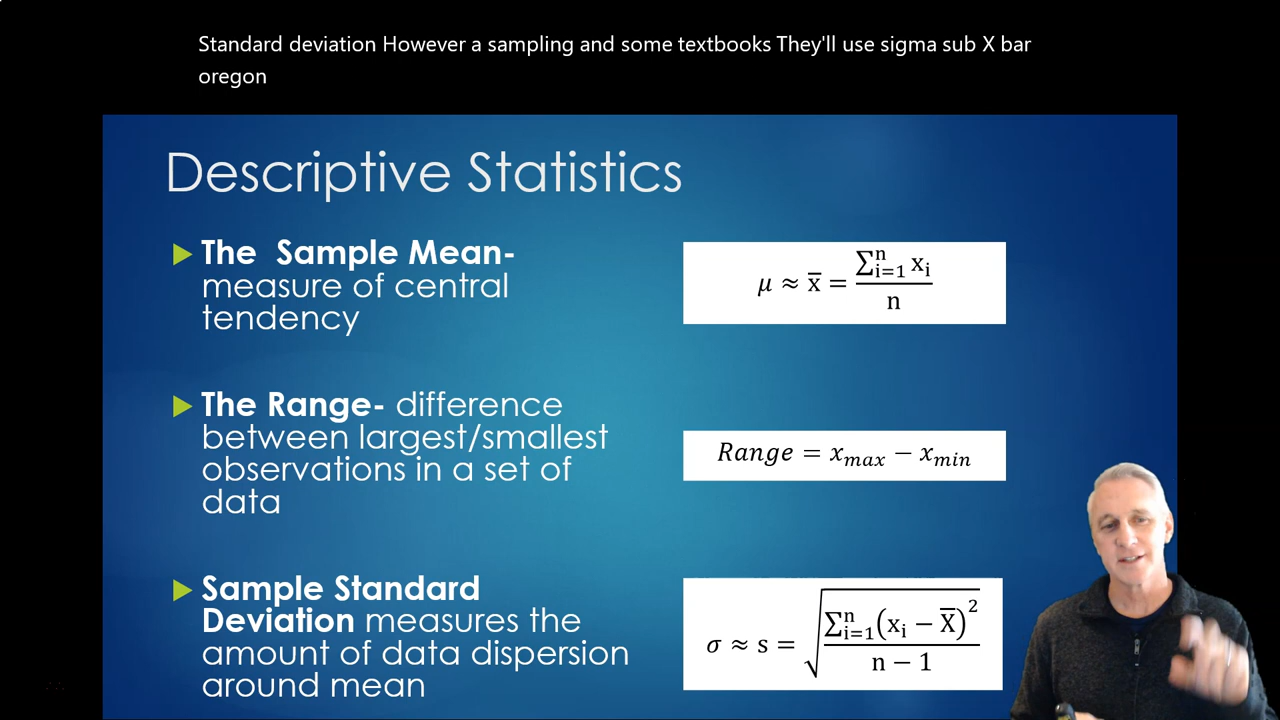 Standard deviation However a sampling and some textbooks They'll use sigma sub X bar
oregon
Descriptive Statistics
The Sample Mean-
measure of central
tendency
μ ≈ x̅ = ∑ⁿᵢ₌₁ xᵢ / n
The Range- difference
between largest/smallest
observations in a set of
data
Range = x_max − x_min
Sample Standard
Deviation measures the
amount of data dispersion
around mean
σ ≈ s = √(∑ⁿᵢ₌₁(xᵢ − X̅)² / n − 1)